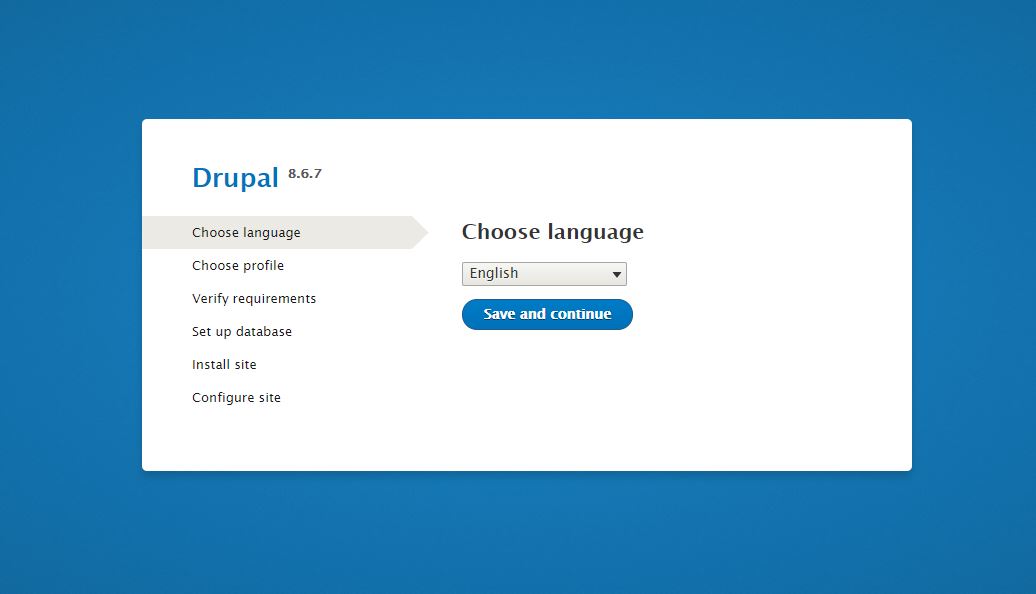 Drupal 8.6.7
Choose language
Choose profile
Verify requirements
Set up database
Install site
Configure site
Choose language
English
Save and continue